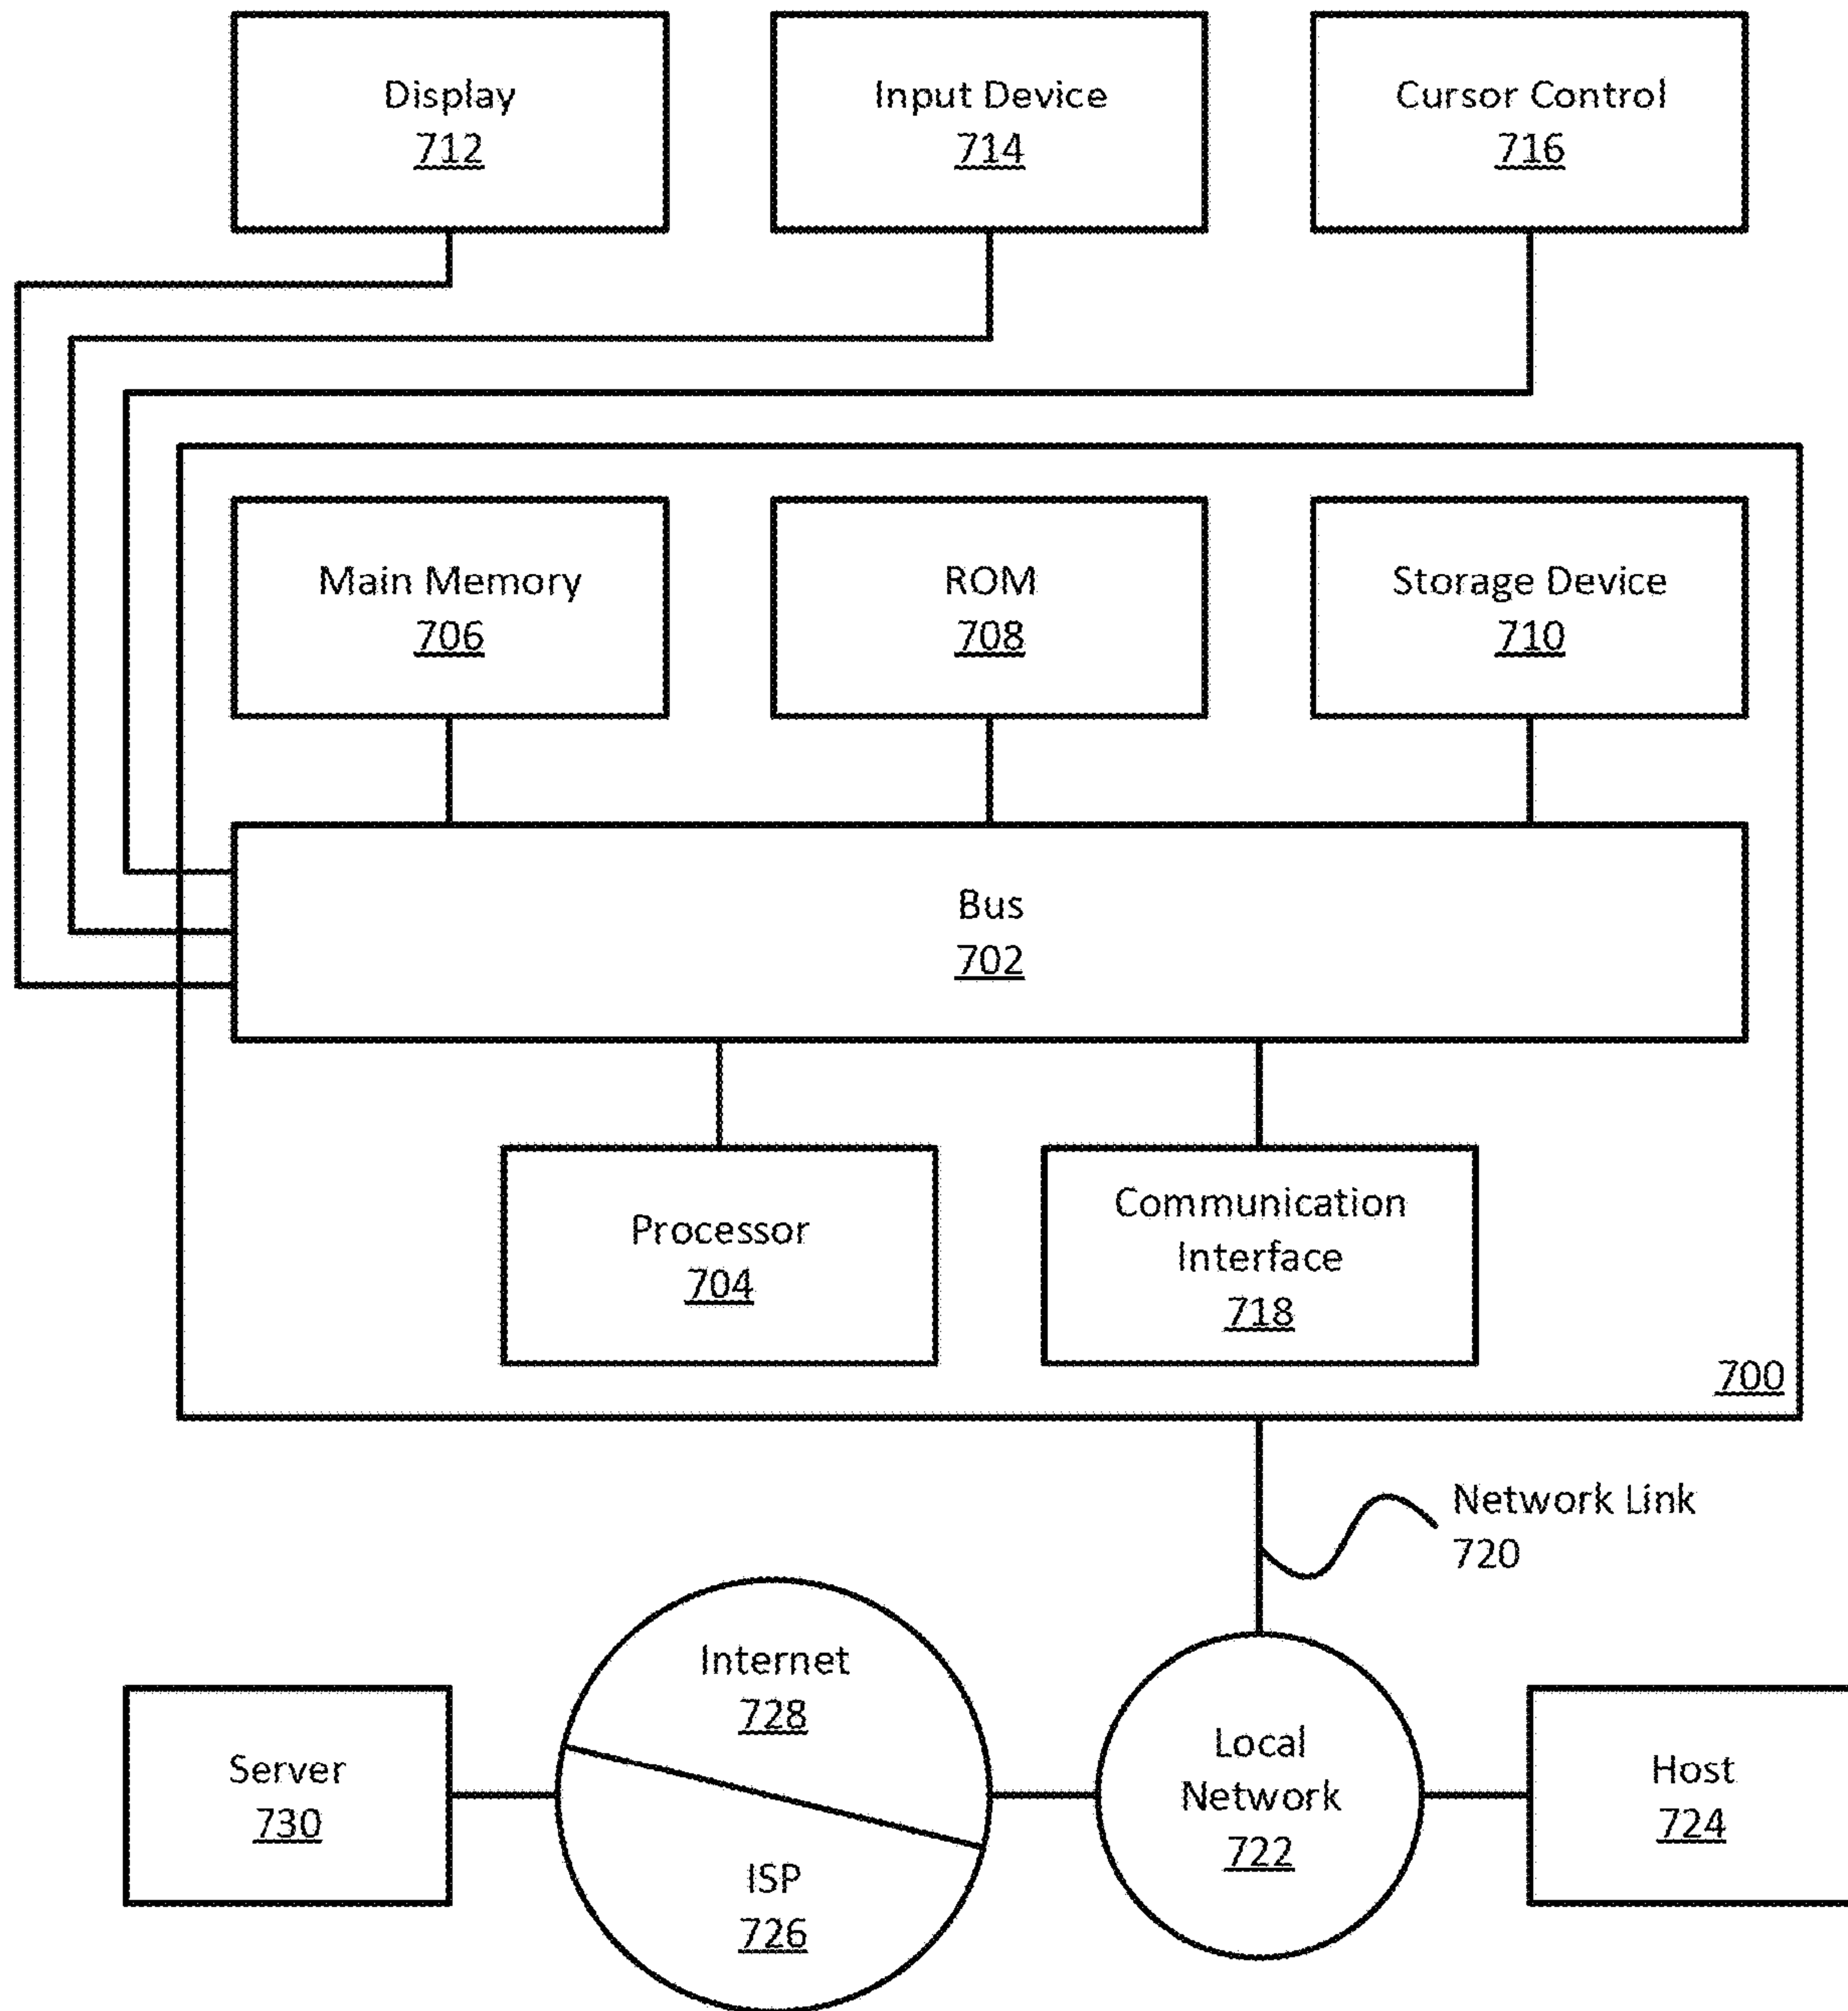 Display
712
Input Device
714
Cursor Control
716
Main Memory
706
ROM
708
Storage Device
710
Bus
702
Processor
704
Communication
Interface
718
700
Network Link
720
Internet
728
Server
730
ISP
726
Local
Network
722
Host
724